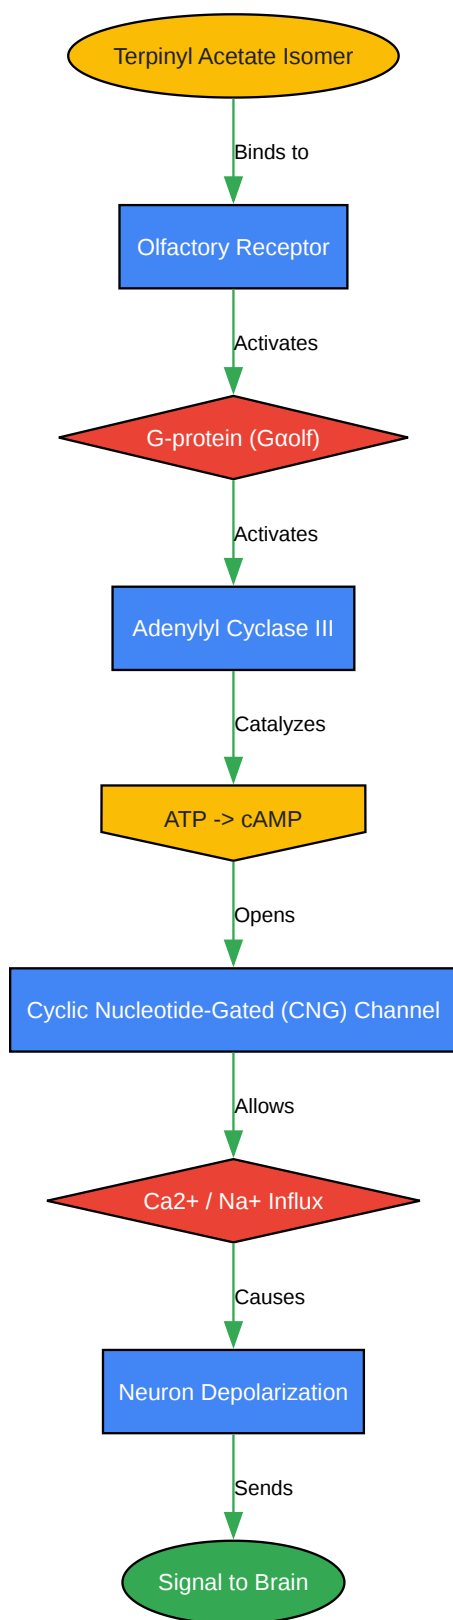 Terpinyl Acetate Isomer
Binds to
Olfactory Receptor
Activates
G-protein (Gαolf)
Activates
Adenylyl Cyclase III
Catalyzes
ATP -> cAMP
Opens
Cyclic Nucleotide-Gated (CNG) Channel
Allows
Ca2+ / Na+ Influx
Causes
Neuron Depolarization
Sends
Signal to Brain